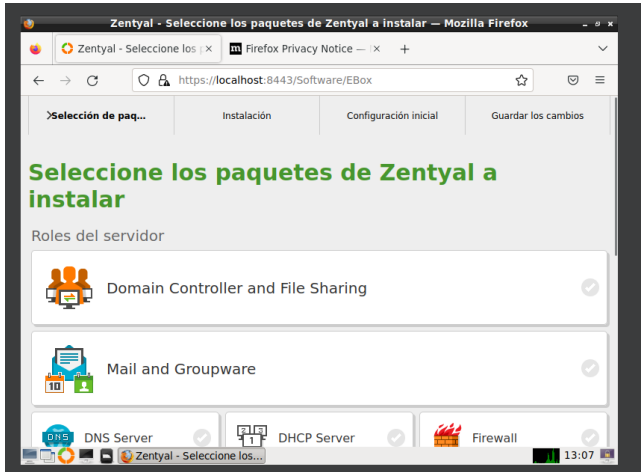 Zentyal - Seleccione los paquetes de Zentyal a instalar — Mozilla Firefox
Zentyal - Seleccione los p
Firefox Privacy Notice —
https://localhost:8443/Software/EBox
Selección de paq...
Instalación
Configuración inicial
Guardar los cambios
Seleccione los paquetes de Zentyal a
instalar
Roles del servidor
Domain Controller and File Sharing
10
Mail and Groupware
DNS
DNS Server
2 2
1
DHCP Server
Firewall
Zentyal - Seleccione los...
13:07